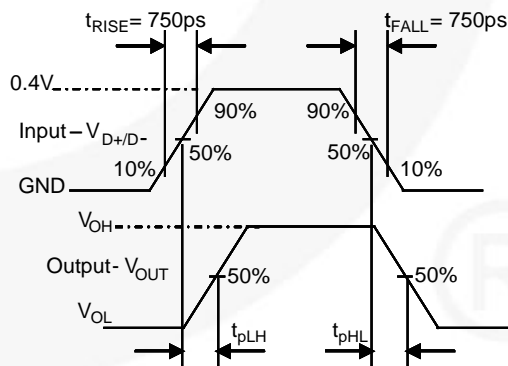 tRISE= 750ps
tFALL= 750ps
0.4V
90%
90%
Input– VD+/D-
50%
50%
10%
10%
GND
VOH
Output- VOUT
50%
50%
VOL
tpLH
tpHL
R